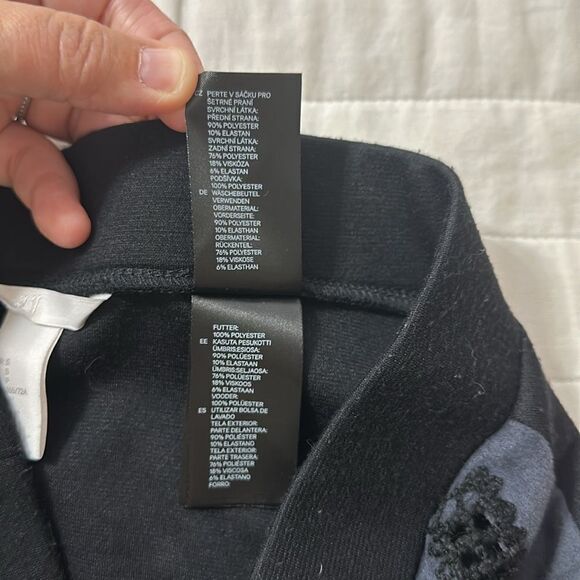 CZ PERTE V SÁČKU PRO
ŠETRNÉ PRANÍ
SVRCHNÍ LÁTKA:
PŘEDNÍ STRANA:
90% POLYESTER
10% ELASTAN
SVRCHNÍ LÁTKA:
ZADNÍ STRANA:
76% POLYESTER
18% VISKÓZA
6% ELASTAN
PODŠÍVKA:
100% POLYESTER
DE WÄSCHEBEUTEL
VERWENDEN
OBERMATERIAL:
VORDERSEITE:
90% POLYESTER
10% ELASTHAN
OBERMATERIAL:
RÜCKENTEIL:
76% POLYESTER
18% VISKOSE
6% ELASTHAN
FUTTER:
100% POLYESTER
EE KASUTA PESUKOTTI
ÜMBRIS:ESIOSA:
90% POLÜESTER
10% ELASTAAN
ÜMBRIS:SELJAOSA:
76% POLÜESTER
18% VISKOOS
6% ELASTAAN
VOODER:
100% POLÜESTER
ES UTILIZAR BOLSA DE
LAVADO
TELA EXTERIOR:
PARTE DELANTERA:
90% POLIÉSTER
10% ELASTANO
TELA EXTERIOR:
PARTE TRASERA:
76% POLIÉSTER
18% VISCOSA
6% ELASTANO
FORRO: